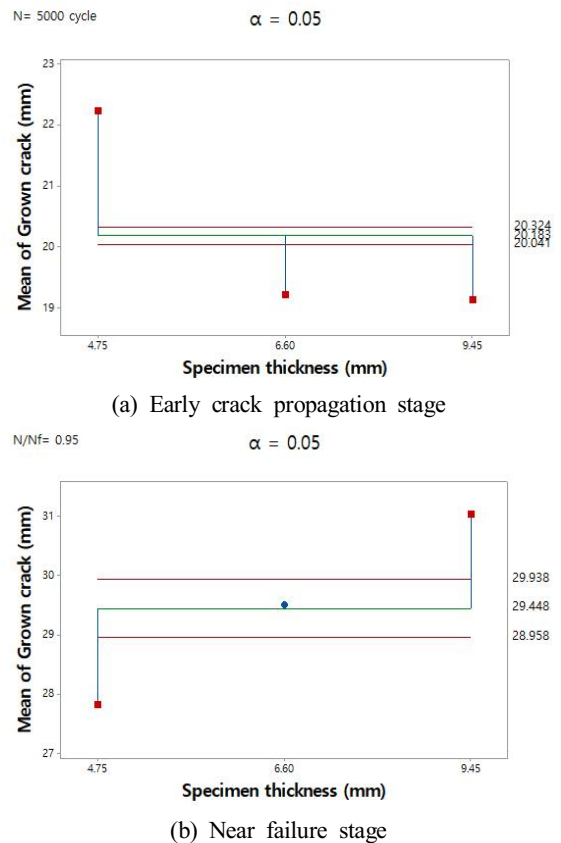 N= 5000 cycle
α = 0.05
Mean of Grown crack (mm)
23
22
21
20
19
20.324
20.183
20.041
4.75 6.60 9.45
Specimen thickness (mm)
(a) Early crack propagation stage
N/Nf= 0.95
α = 0.05
Mean of Grown crack (mm)
31
30
29
28
27
29.938
29.448
28.958
4.75 6.60 9.45
Specimen thickness (mm)
(b) Near failure stage